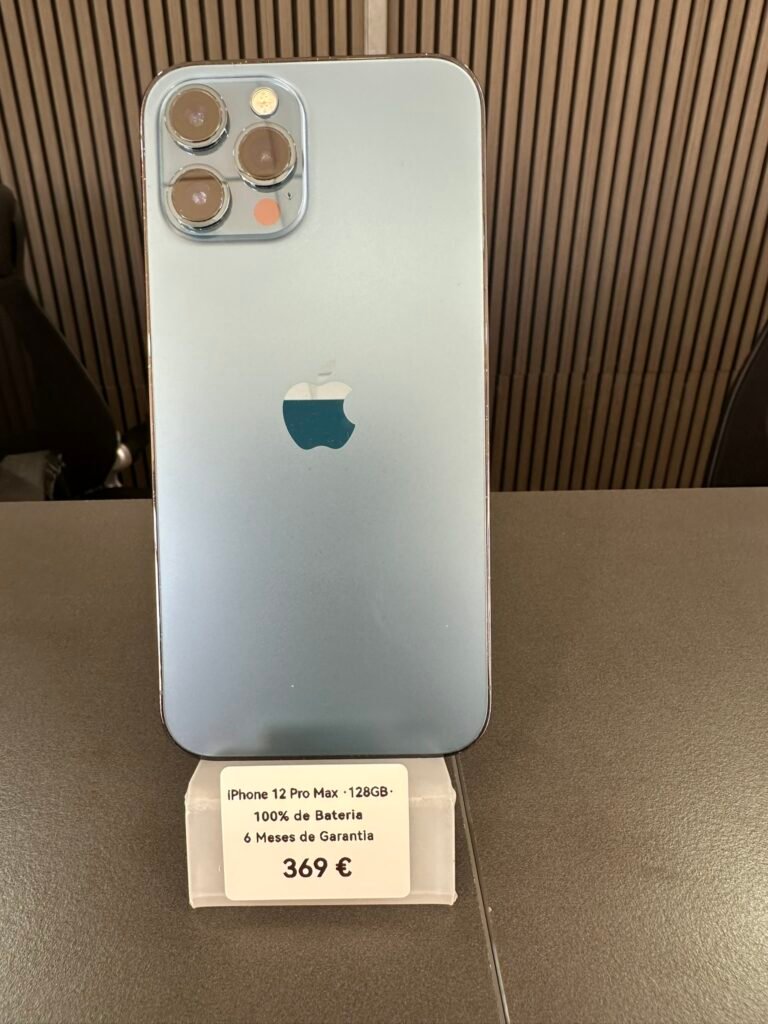 iPhone 12 Pro Max ·128GB·
100% de Bateria
6 Meses de Garantia
369 €